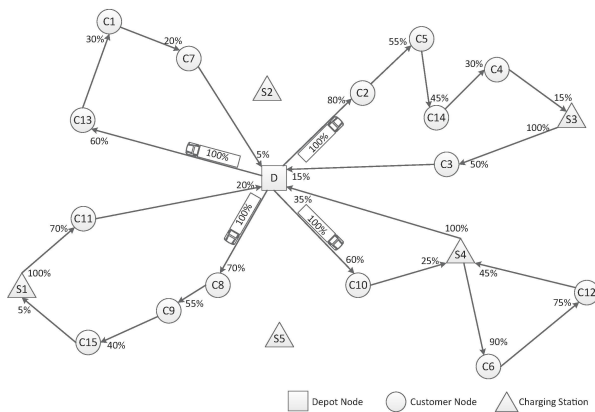 C1
30%
20%
C7
C13
60%
100%
5%
S2
C5
55%
C2
80%
100%
45%
C14
30%
C4
15%
S3
100%
C3
50%
15%
D
20%
35%
C11
70%
100%
S1
5%
C15
40%
C9
55%
C8
70%
100%
S5
100%
60%
C10
25%
100%
S4
45%
C12
75%
90%
C6
Depot Node
Customer Node
Charging Station